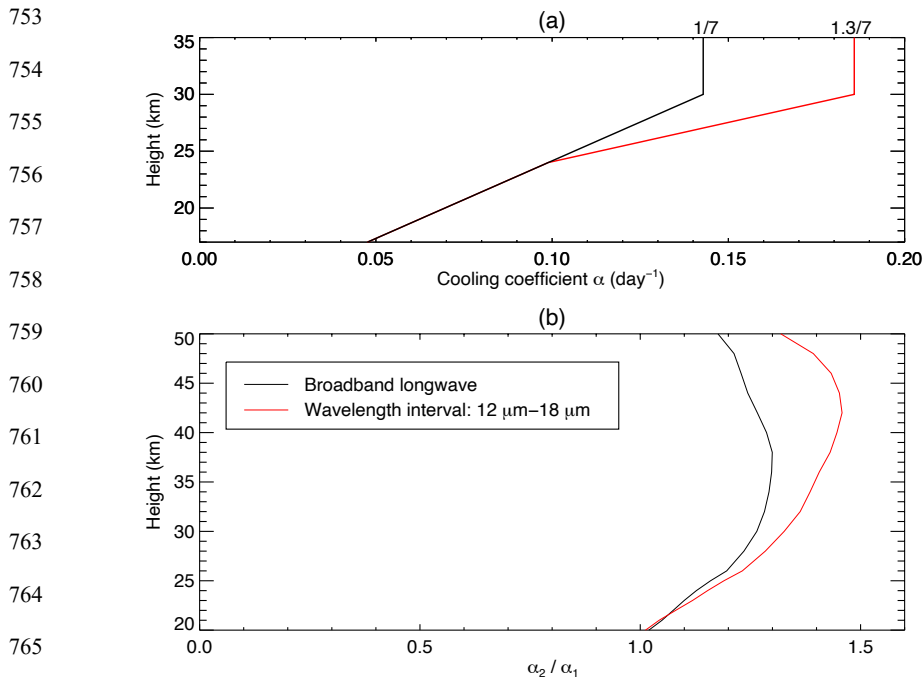 753
754
755
756
757
758
759
760
761
762
763
764
765
(a)
1/7 1.3/7
35
30
25
20
Height (km)
0.00 0.05 0.10 0.15 0.20
Cooling coefficient α (day⁻¹)
(b)
50
45
40
35
30
25
20
Height (km)
Broadband longwave
Wavelength interval: 12 μm–18 μm
0.0 0.5 1.0 1.5
α₂ / α₁